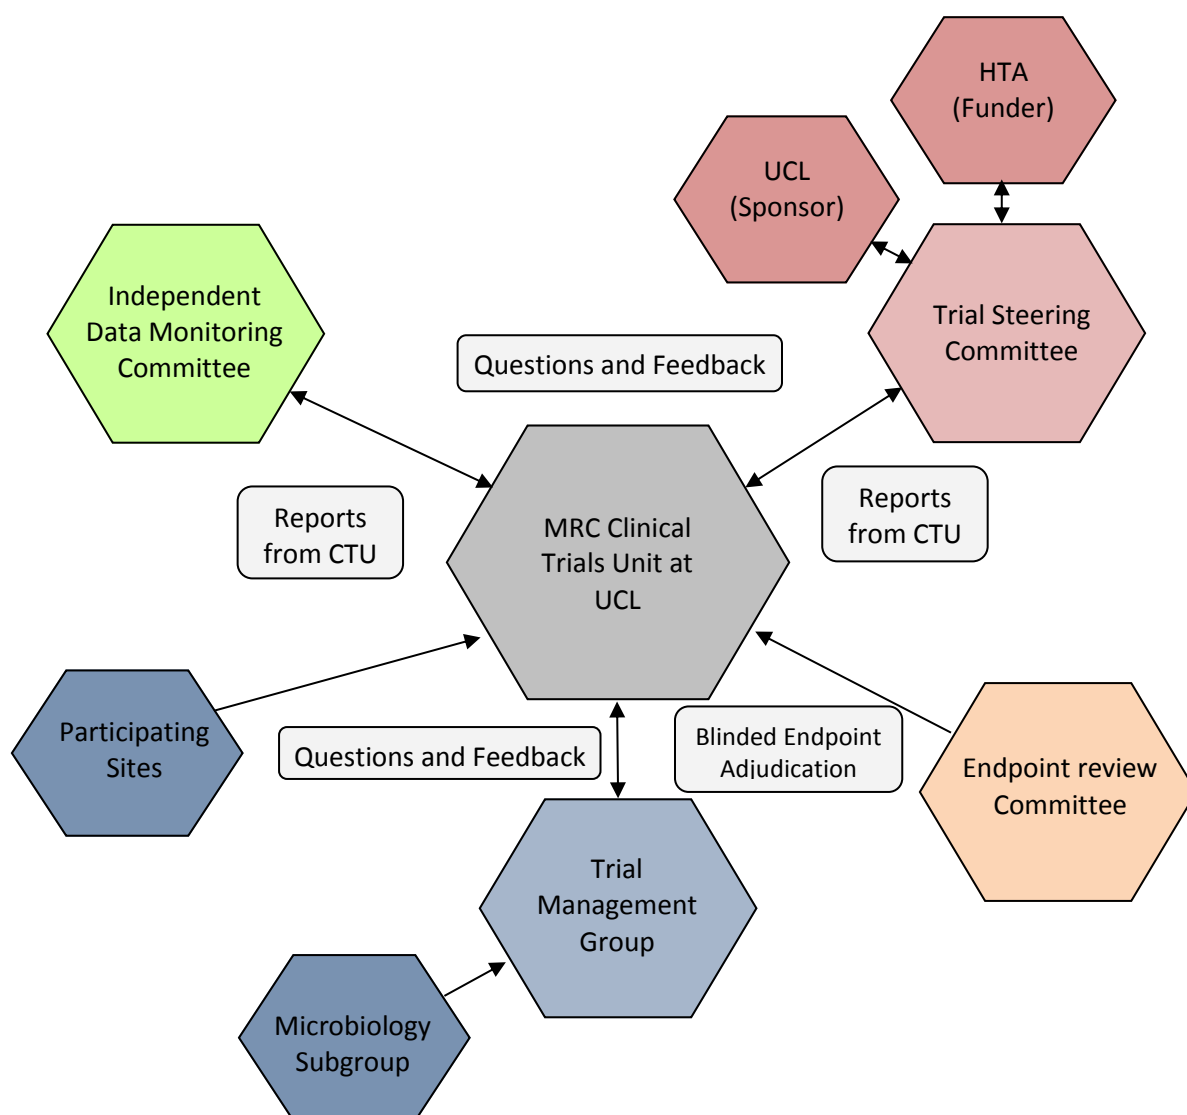 HTA
(Funder)
UCL
(Sponsor)
Independent
Data Monitoring
Committee
Trial Steering
Committee
Questions and Feedback
Reports
from CTU
Reports
from CTU
MRC Clinical
Trials Unit at
UCL
Participating
Sites
Questions and Feedback
Blinded Endpoint
Adjudication
Endpoint review
Committee
Trial
Management
Group
Microbiology
Subgroup